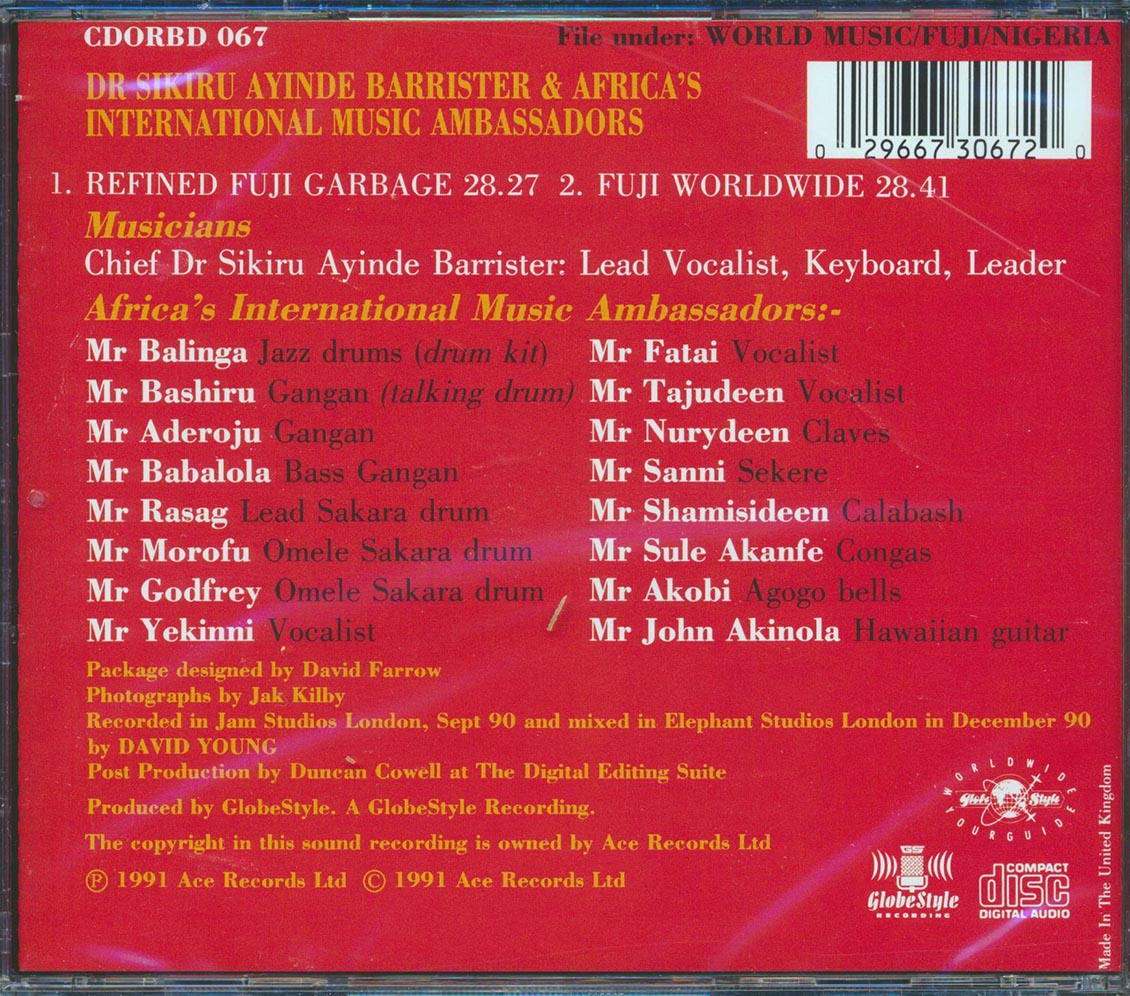 CDORBD 067
File under: WORLD MUSIC/FUJI/NIGERIA
DR SIKIRU AYINDE BARRISTER & AFRICA'S
INTERNATIONAL MUSIC AMBASSADORS
0 29667 30672 0
1. REFINED FUJI GARBAGE 28.27 2. FUJI WORLDWIDE 28.41
Musicians
Chief Dr Sikiru Ayinde Barrister: Lead Vocalist, Keyboard, Leader
Africa's International Music Ambassadors:-
Mr Balinga Jazz drums (drum kit)
Mr Bashiru Gangan (talking drum)
Mr Aderoju Gangan
Mr Babalola Bass Gangan
Mr Rasag Lead Sakara drum
Mr Morofu Omele Sakara drum
Mr Godfrey Omele Sakara drum
Mr Yekinni Vocalist
Mr Fatai Vocalist
Mr Tajudeen Vocalist
Mr Nurydeen Claves
Mr Sanni Sekere
Mr Shamisideen Calabash
Mr Sule Akanfe Congas
Mr Akobi Agogo bells
Mr John Akinola Hawaiian guitar
Package designed by David Farrow
Photographs by Jak Kilby
Recorded in Jam Studios London, Sept 90 and mixed in Elephant Studios London in December 90
by DAVID YOUNG
Post Production by Duncan Cowell at The Digital Editing Suite
Produced by GlobeStyle. A GlobeStyle Recording.
The copyright in this sound recording is owned by Ace Records Ltd
Ⓟ 1991 Ace Records Ltd © 1991 Ace Records Ltd
WORLDWIDE
GlobeStyle
YOUR GUIDE
GS
GlobeStyle
RECORDING
COMPACT
disc
DIGITAL AUDIO
Made In The United Kingdom